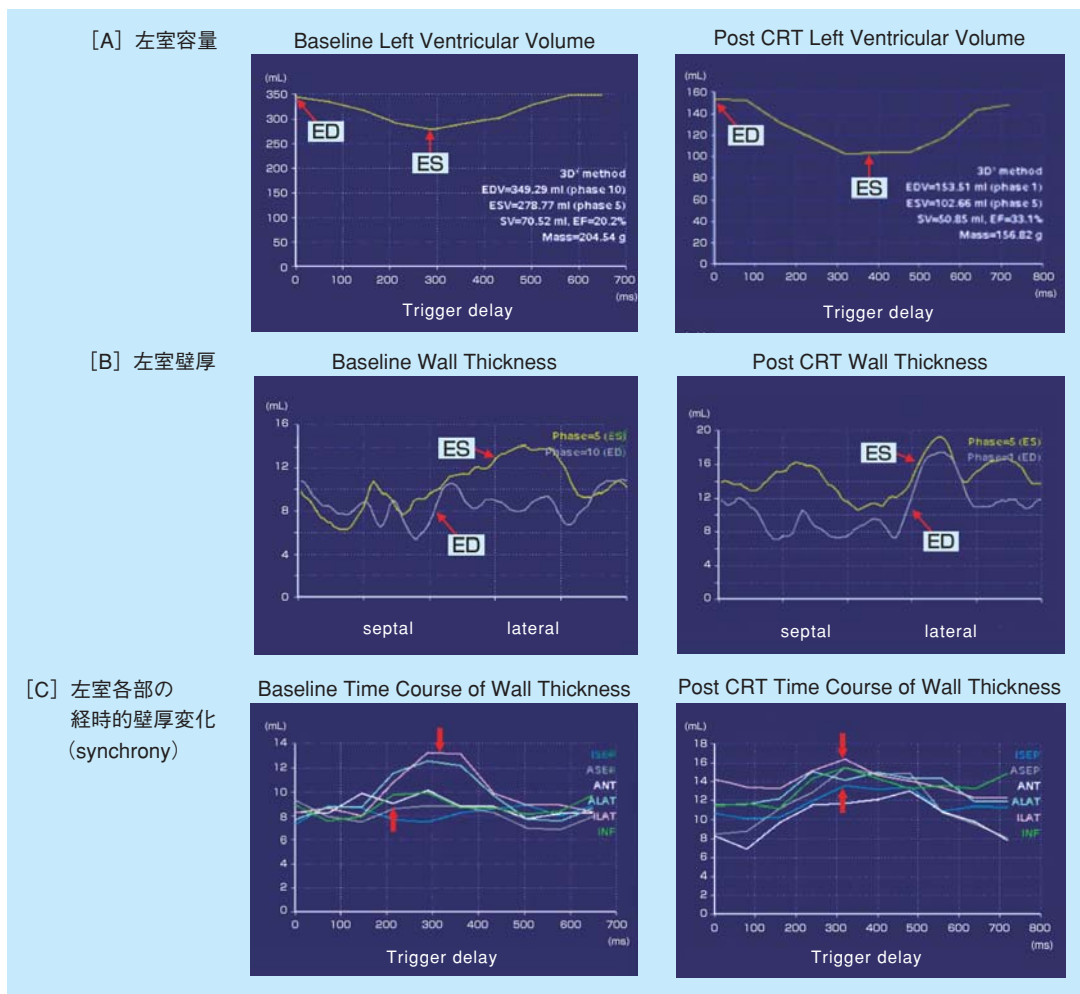 [A] 左室容量
Baseline Left Ventricular Volume
(mL)
350
300
250
200
150
100
50
0
ED
ES
3D' method
EDV=349.29 ml (phase 10)
ESV=278.77 ml (phase 5)
SV=70.52 ml, EF=20.2%
Mass=204.54 g
0 100 200 300 400 500 600 700
(ms)
Trigger delay
Post CRT Left Ventricular Volume
(mL)
160
140
120
100
80
60
40
20
0
ED
ES
3D' method
EDV=153.51 ml (phase 1)
ESV=102.66 ml (phase 5)
SV=50.85 ml, EF=33.1%
Mass=156.82 g
0 100 200 300 400 500 600 700 800
(ms)
Trigger delay
[B] 左室壁厚
Baseline Wall Thickness
(mL)
16
12
8
4
0
Phase=5 (ES)
Phase=10 (ED)
ES
ED
septal lateral
Post CRT Wall Thickness
(mL)
20
16
12
8
4
0
Phase=5 (ES)
Phase=1 (ED)
ES
ED
septal lateral
[C] 左室各部の
経時的壁厚変化
(synchrony)
Baseline Time Course of Wall Thickness
(mL)
14
12
10
8
6
4
2
0
ISEP
ASEP
ANT
ALAT
ILAT
INF
0 100 200 300 400 500 600 700
(ms)
Trigger delay
Post CRT Time Course of Wall Thickness
(mL)
18
16
14
12
10
8
6
4
2
0
ISEP
ASEP
ANT
ALAT
ILAT
INF
0 100 200 300 400 500 600 700 800
(ms)
Trigger delay